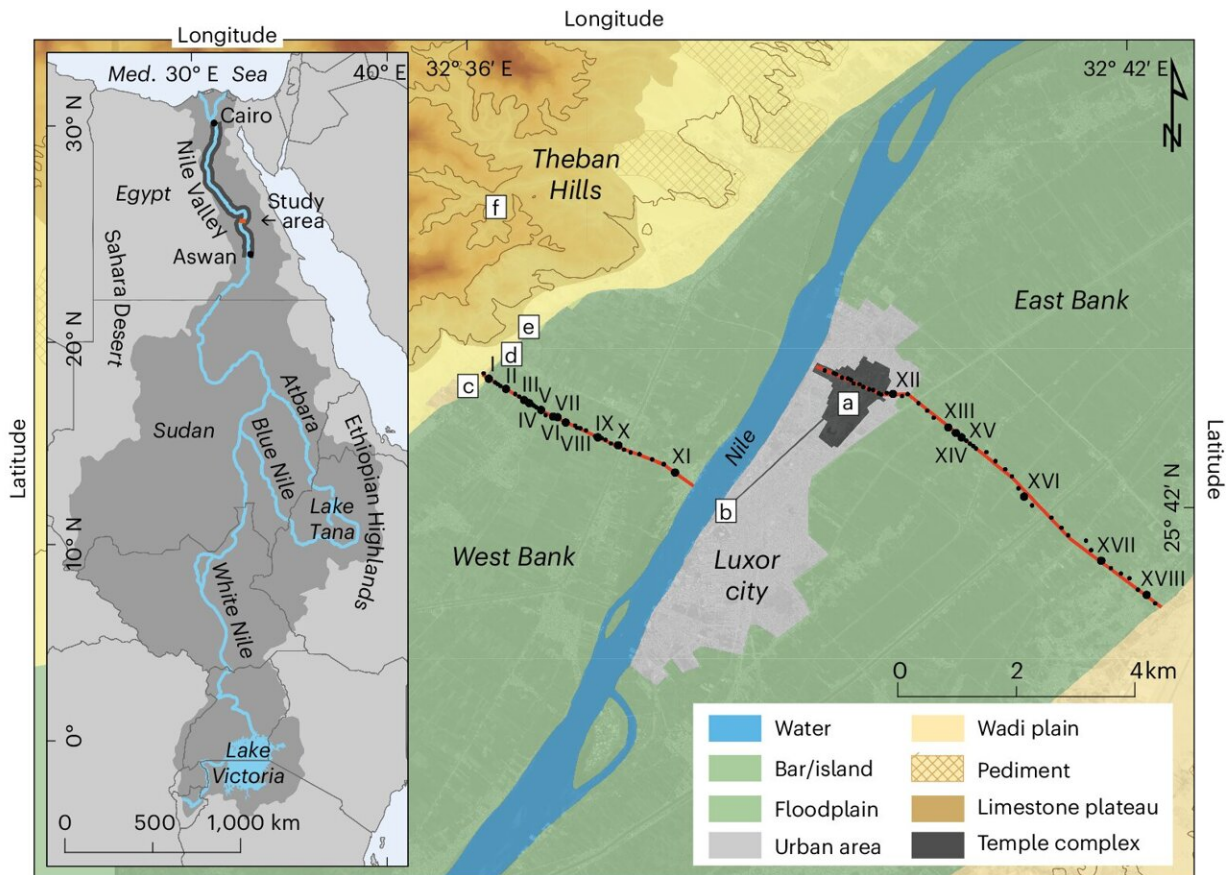 Longitude
Longitude
30° E
40° E
Med. Sea
30° N
Cairo
Nile Valley
Egypt
Study
area
Aswan
Sahara Desert
20° N
Sudan
Atbara
Blue Nile
Ethiopian Highlands
Lake
Tana
10° N
White Nile
0°
Lake
Victoria
0 500 1,000 km
Latitude
32° 36′ E
32° 42′ E
N
Theban
Hills
f
East Bank
e
d
c
I
II
III
V
VII
IV
VI
VIII
IX
X
XI
a
XII
XIII
XV
XIV
XVI
XVII
XVIII
Nile
b
West Bank
Luxor
city
25° 42′ N
Latitude
0 2 4 km
Water
Bar/island
Floodplain
Urban area
Wadi plain
Pediment
Limestone plateau
Temple complex